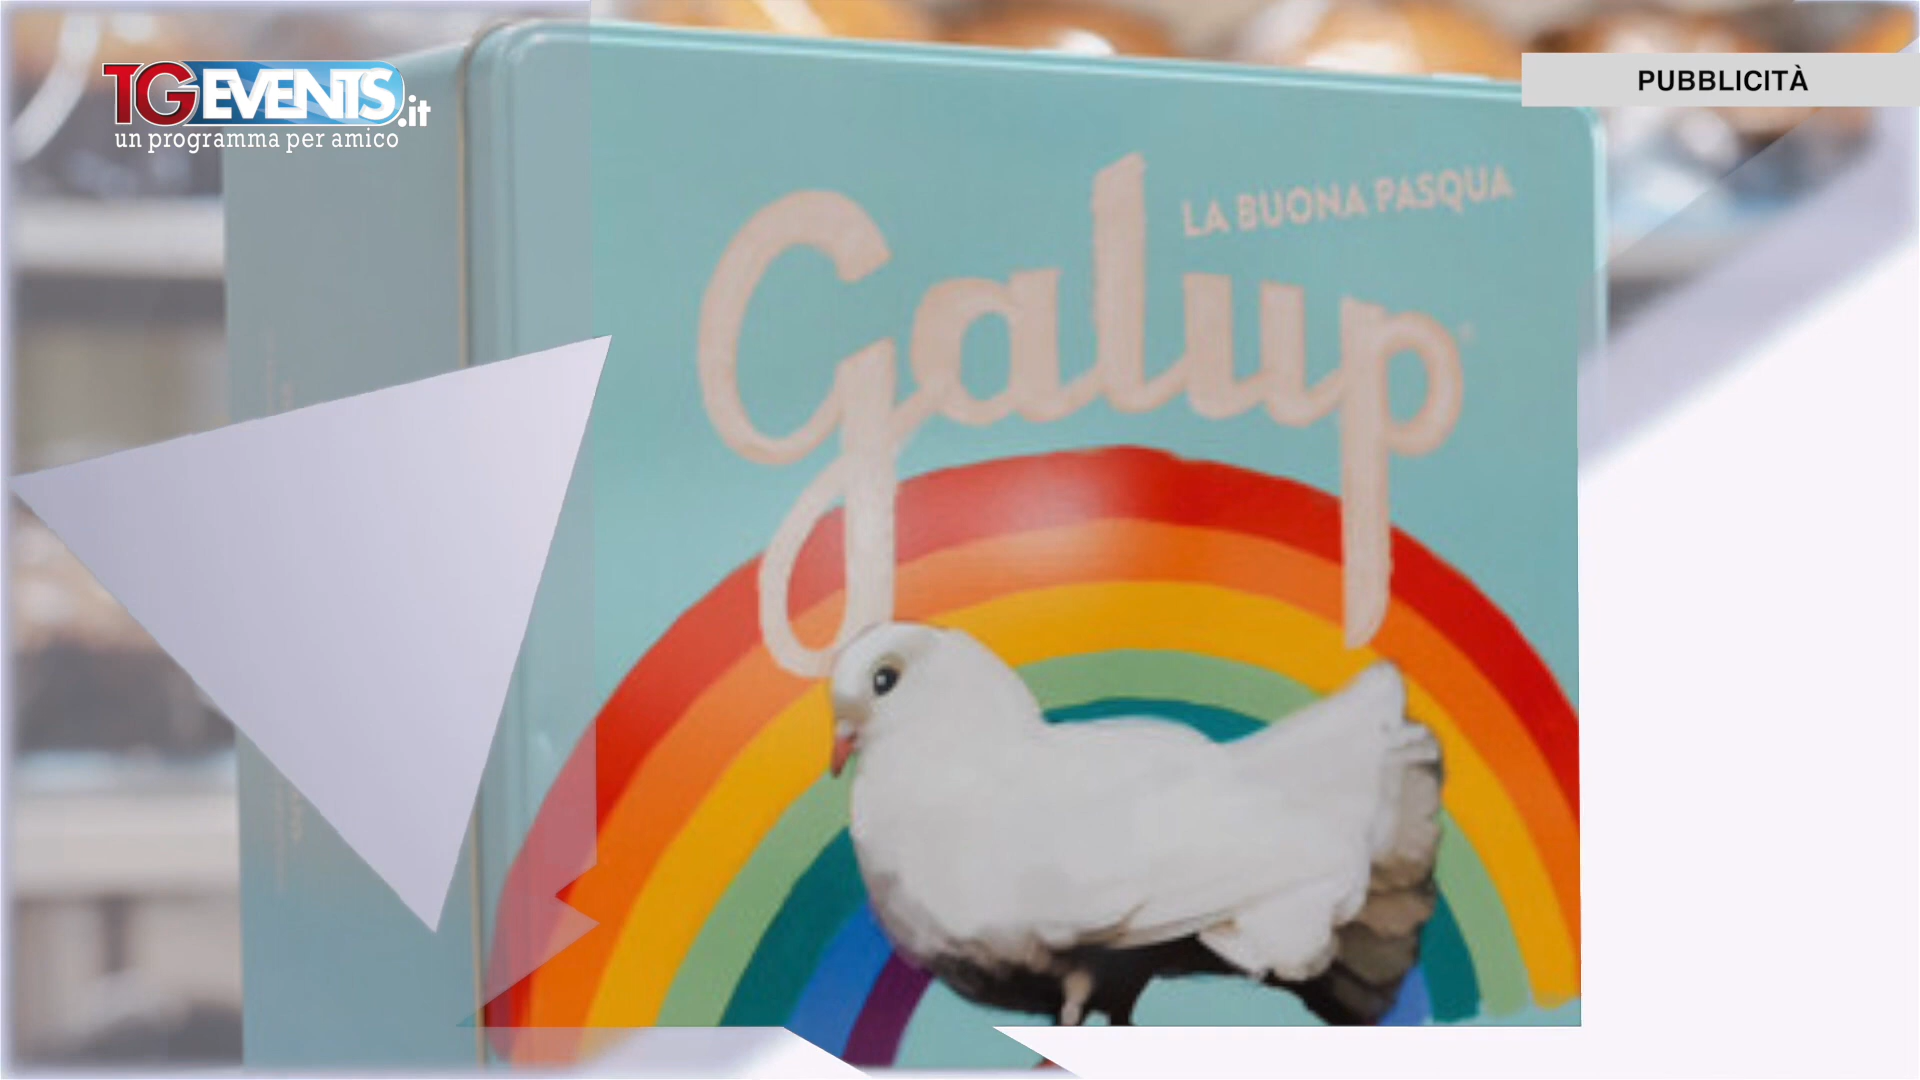 TGEVENTS.it
un programma per amico
PUBBLICITÀ
LA BUONA PASQUA
Galup